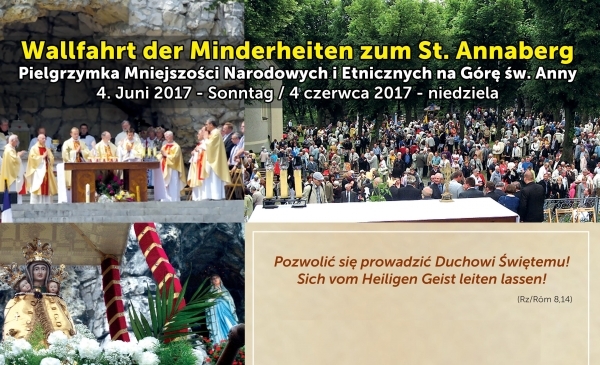 Wallfahrt der Minderheiten zum St. Annaberg
Pielgrzymka Mniejszości Narodowych i Etnicznych na Górę św. Anny
4. Juni 2017 - Sonntag / 4 czerwca 2017 - niedziela
Pozwolić się prowadzić Duchowi Świętemu!
Sich vom Heiligen Geist leiten lassen!
(Rz/Röm 8,14)